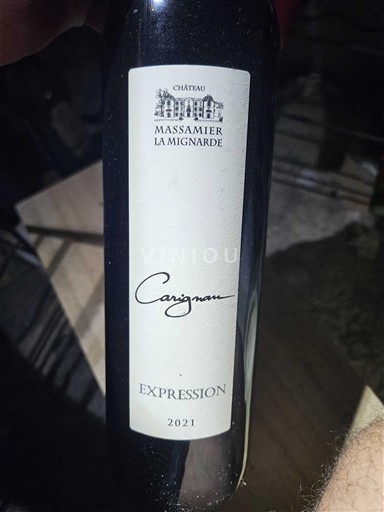 CHÂTEAU
MASSAMIER
LA MIGNARDE
VINIOU
Carignan
EXPRESSION
2021